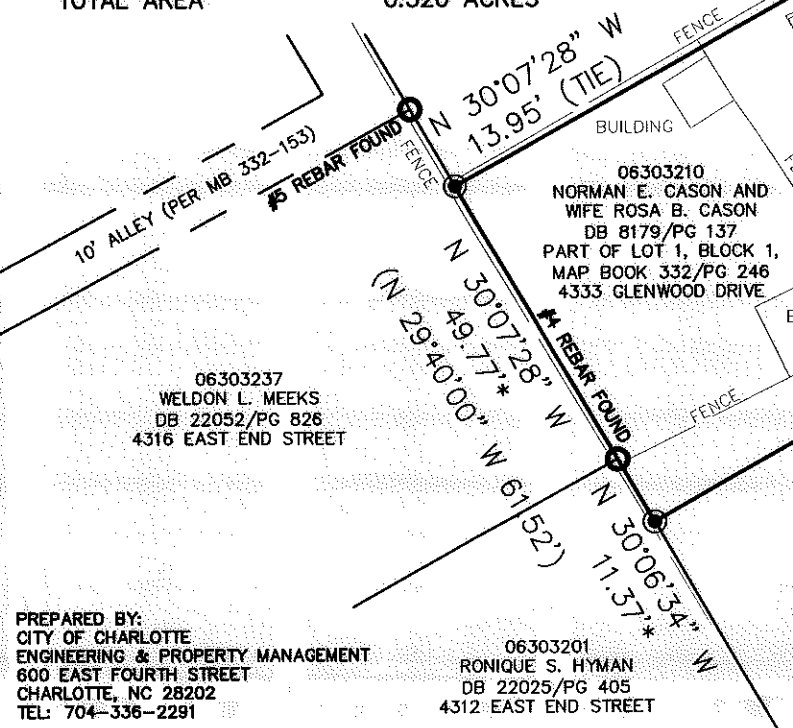 TOTAL AREA 0.320 ACRES
FENCE
N 30°07'28" W
13.95' (TIE)
BUILDING
FENCE
#5 REBAR FOUND
10' ALLEY (PER MB 332-153)
06303210
NORMAN E. CASON AND
WIFE ROSA B. CASON
DB 8179/PG 137
PART OF LOT 1, BLOCK 1,
MAP BOOK 332/PG 246
4333 GLENWOOD DRIVE
N 30°07'28" W
49.77'*
(N 29°40'00" W 61.52')
#4 REBAR FOUND
06303237
WELDON L. MEEKS
DB 22052/PG 826
4316 EAST END STREET
FENCE
N 30°06'34" W
11.37'*
PREPARED BY:
CITY OF CHARLOTTE
ENGINEERING & PROPERTY MANAGEMENT
600 EAST FOURTH STREET
CHARLOTTE, NC 28202
TEL: 704-336-2291
06303201
RONIQUE S. HYMAN
DB 22025/PG 405
4312 EAST END STREET